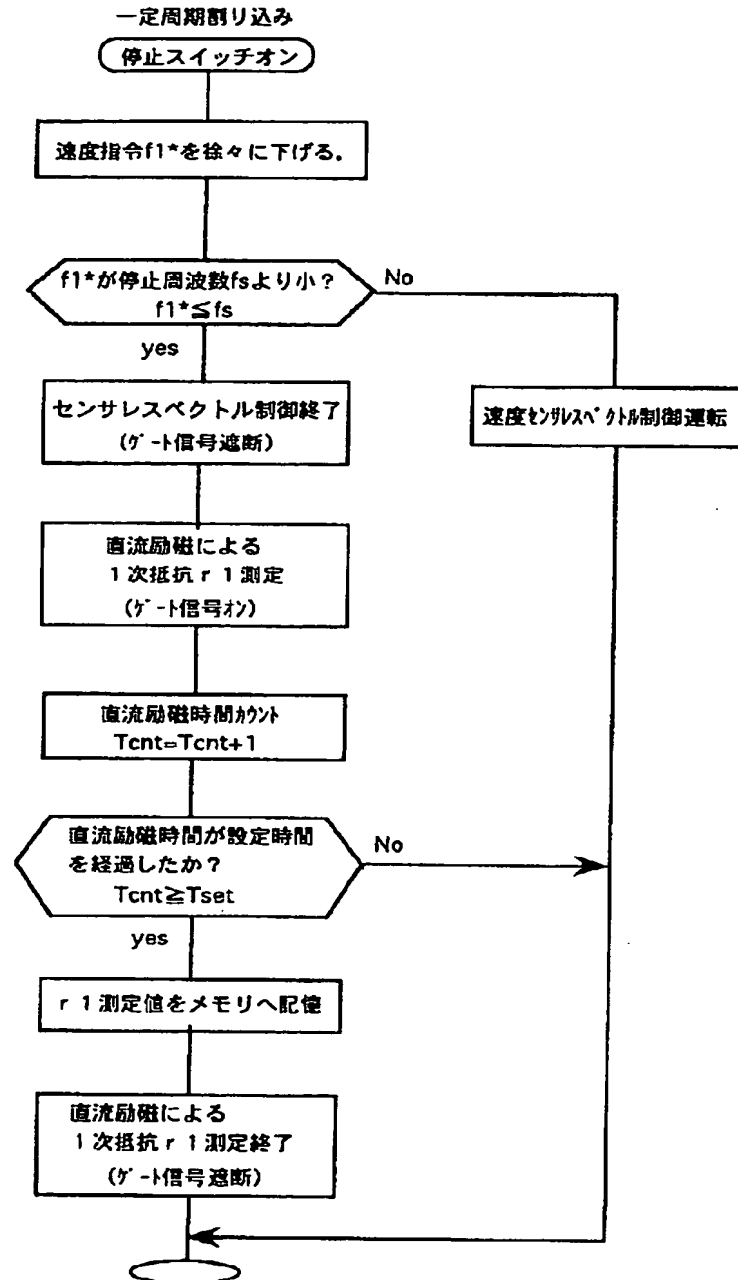 一定周期割り込み
停止スイッチオン
速度指令f1*を徐々に下げる。
f1*が停止周波数fsより小？
f1*≦fs
No
yes
センサレスベクトル制御終了
(ｹﾞｰﾄ信号遮断)
速度ｾﾝｻﾚｽﾍﾞｸﾄﾙ制御運転
直流励磁による
1次抵抗r1測定
(ｹﾞｰﾄ信号ｵﾝ)
直流励磁時間ｶｳﾝﾄ
Tcnt=Tcnt+1
直流励磁時間が設定時間
を経過したか？
Tcnt≧Tset
No
yes
r1測定値をメモリへ記憶
直流励磁による
1次抵抗r1測定終了
(ｹﾞｰﾄ信号遮断)